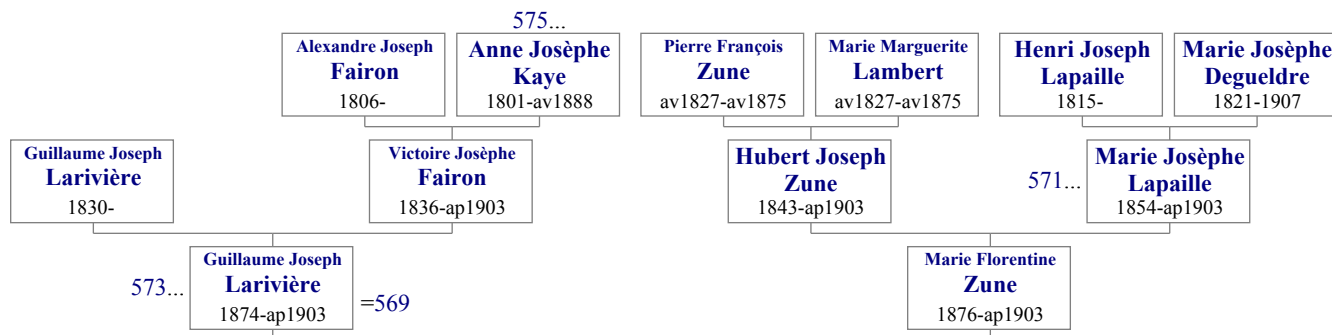 575...
Alexandre Joseph
Fairon
1806-
Anne Josèphe
Kaye
1801-av1888
Pierre François
Zune
av1827-av1875
Marie Marguerite
Lambert
av1827-av1875
Henri Joseph
Lapaille
1815-
Marie Josèphe
Degueldre
1821-1907
Guillaume Joseph
Larivière
1830-
Victoire Josèphe
Fairon
1836-ap1903
Hubert Joseph
Zune
1843-ap1903
571...
Marie Josèphe
Lapaille
1854-ap1903
573...
Guillaume Joseph
Larivière
1874-ap1903
=569
Marie Florentine
Zune
1876-ap1903